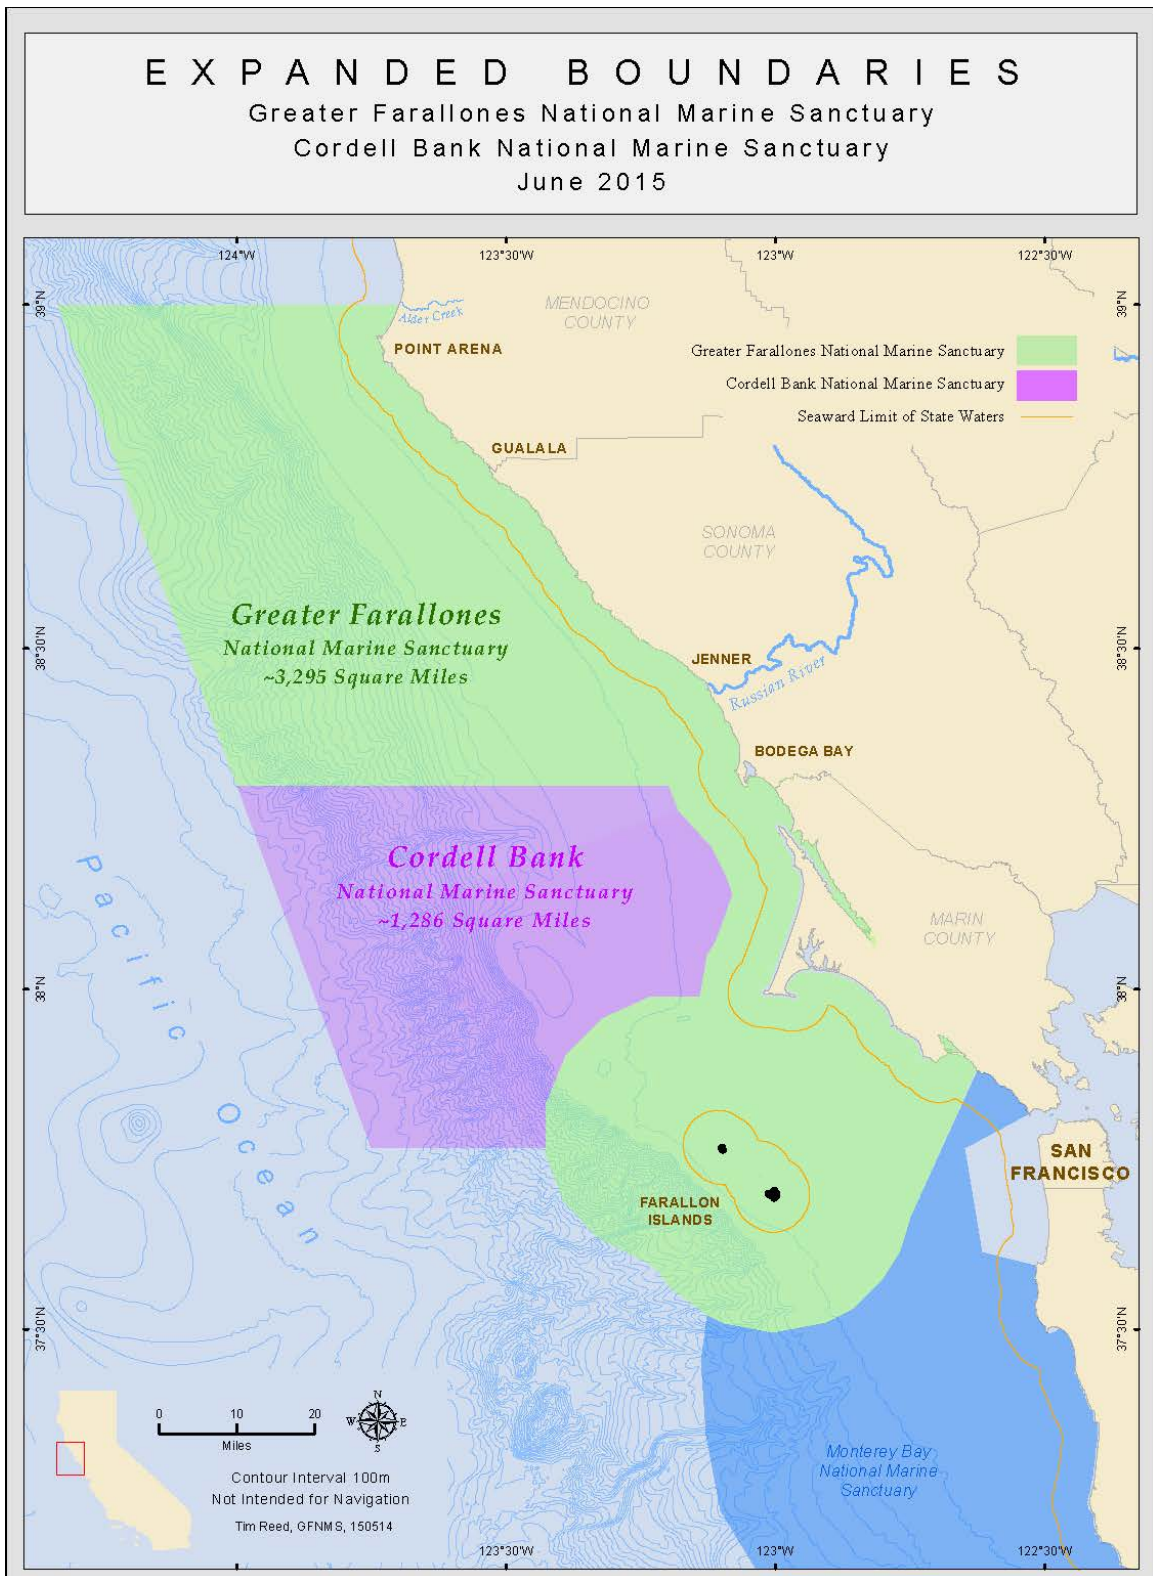 EXPANDED BOUNDARIES
Greater Farallones National Marine Sanctuary
Cordell Bank National Marine Sanctuary
June 2015
124°W
123°30'W
123°W
122°30'W
39°N
39°N
Alder Creek
MENDOCINO
COUNTY
POINT ARENA
Greater Farallones National Marine Sanctuary
Cordell Bank National Marine Sanctuary
Seaward Limit of State Waters
GUALALA
SONOMA
COUNTY
Greater Farallones
National Marine Sanctuary
~3,295 Square Miles
38°30'N
38°30'N
JENNER
Russian River
BODEGA BAY
Cordell Bank
National Marine Sanctuary
~1,286 Square Miles
MARIN
COUNTY
Pacific Ocean
38°N
38°N
SAN
FRANCISCO
FARALLON
ISLANDS
37°30'N
37°30'N
N
W
E
S
0
10
20
Miles
Contour Interval 100m
Not Intended for Navigation
Tim Reed, GFNMS, 150514
Monterey Bay
National Marine
Sanctuary
123°30'W
123°W
122°30'W